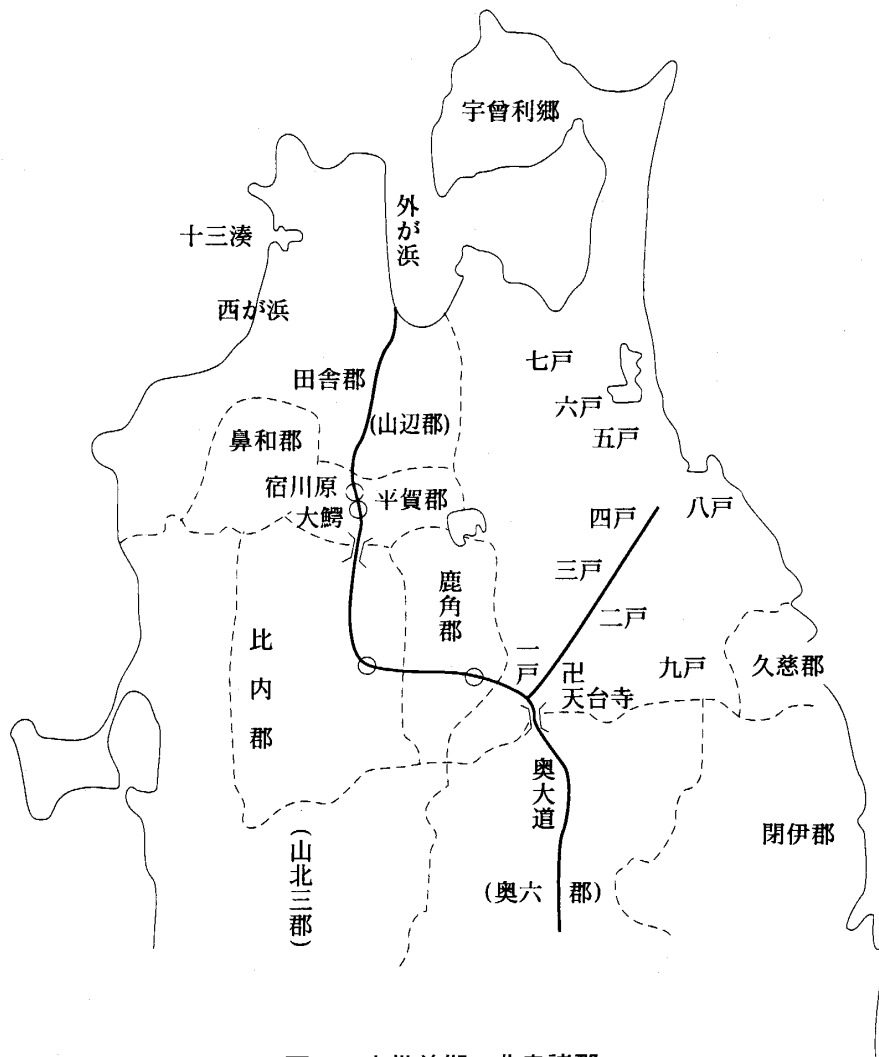 宇曾利郷
外が浜
十三湊
西が浜
田舎郡
(山辺郡)
鼻和郡
宿川原
大鰐
平賀郡
七戸
六戸
五戸
四戸
八戸
三戸
二戸
一戸
九戸
久慈郡
卍
天台寺
鹿角郡
比内郡
奥大道
閉伊郡
(奥六郡)
(山北三郡)